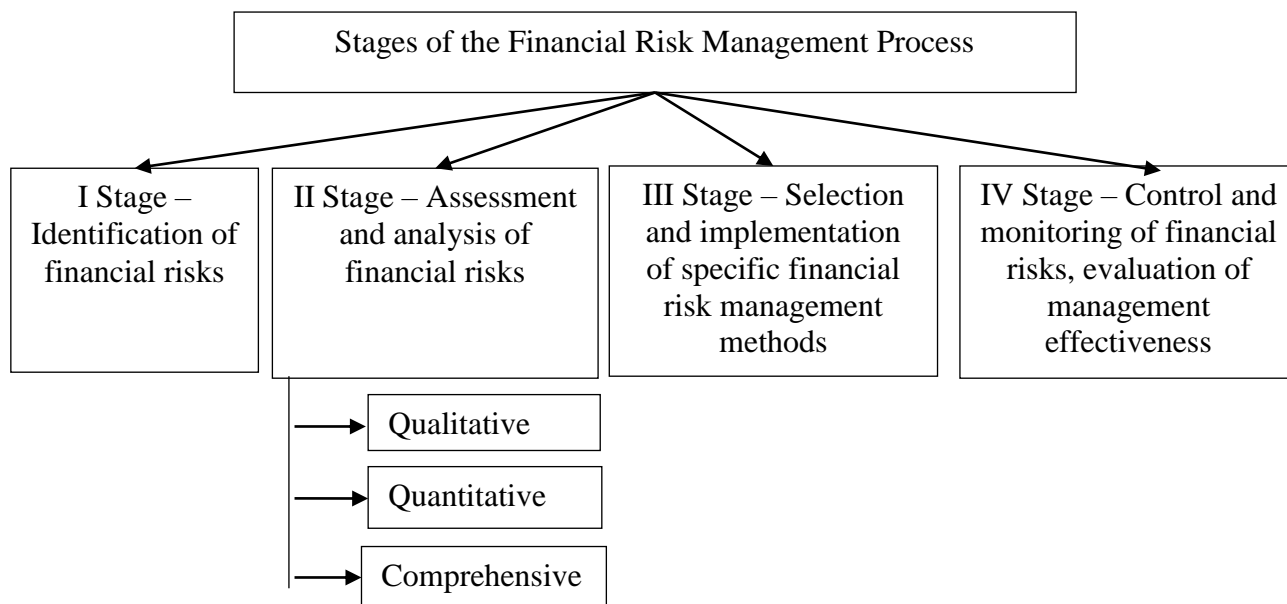 Stages of the Financial Risk Management Process
I Stage –
Identification of
financial risks
II Stage – Assessment
and analysis of
financial risks
III Stage – Selection
and implementation
of specific financial
risk management
methods
IV Stage – Control and
monitoring of financial
risks, evaluation of
management
effectiveness
Qualitative
Quantitative
Comprehensive